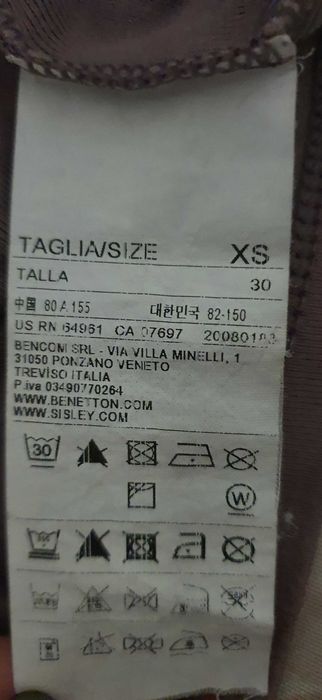 TAGLIA/SIZE XS
TALLA 30
中国 80 A 155 대한민국 82-150
US RN 64961 CA 07697
BENCOM SRL - VIA VILLA MINELLI, 1
31050 PONZANO VENETO
TREVISO ITALIA
P.iva 03490770264
WWW.BENETTON.COM
WWW.SISLEY.COM
30
W